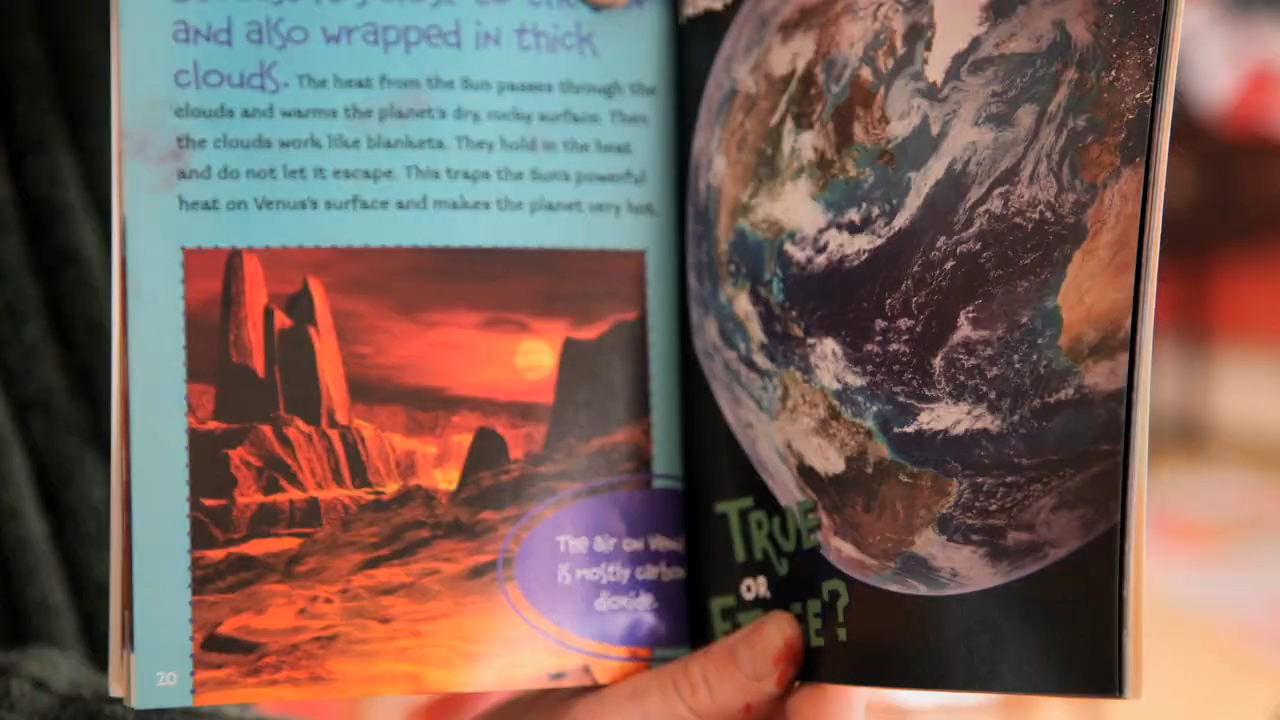 and also wrapped in thick
clouds. The heat from the Sun passes through the
clouds and warms the planet's dry, rocky surface. Then
the clouds work like blankets. They hold in the heat
and do not let it escape. This traps the Sun's powerful
heat on Venus's surface and makes the planet very hot.
The air on Venus
is mostly carbon
dioxide.
20
TRUE
OR